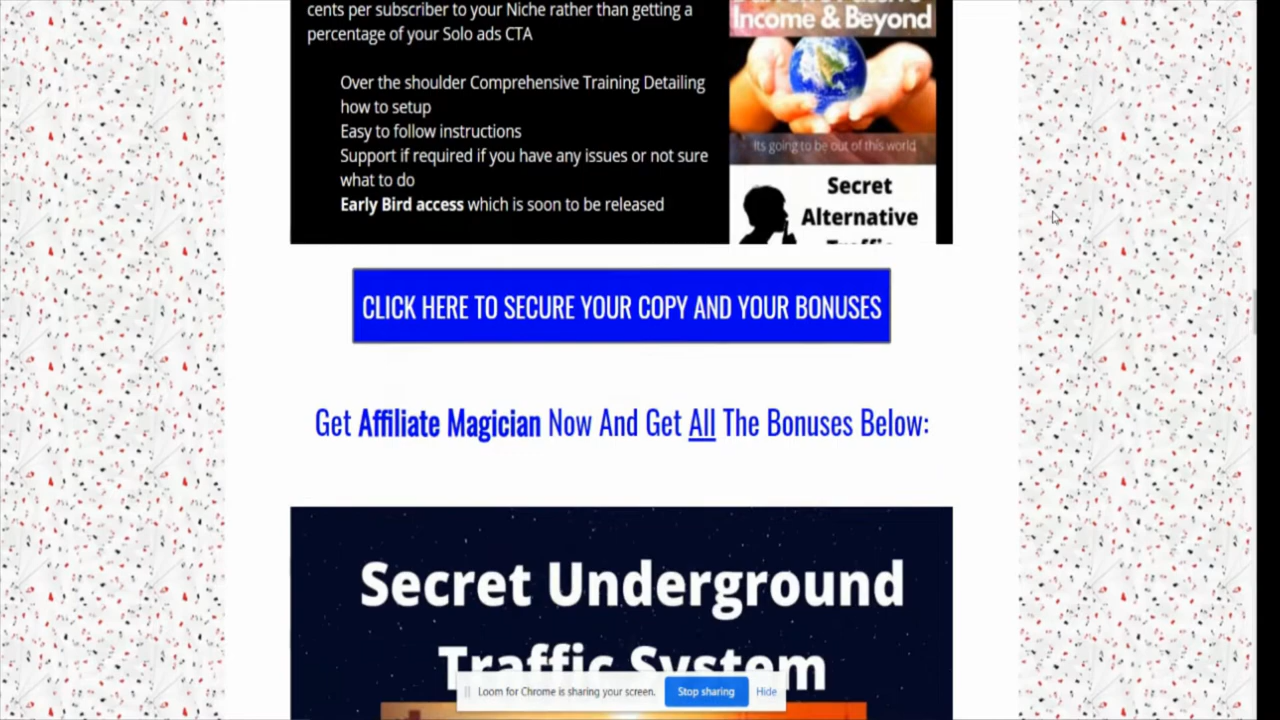 cents per subscriber to your Niche rather than getting a
percentage of your Solo ads CTA
Over the shoulder Comprehensive Training Detailing
how to setup
Easy to follow instructions
Support if required if you have any issues or not sure
what to do
Early Bird access which is soon to be released
Income & Beyond
Its going to be out of this world
Secret
Alternative
CLICK HERE TO SECURE YOUR COPY AND YOUR BONUSES
Get Affiliate Magician Now And Get All The Bonuses Below:
Secret Underground
Traffic System
Loom for Chrome is sharing your screen.
Stop sharing
Hide